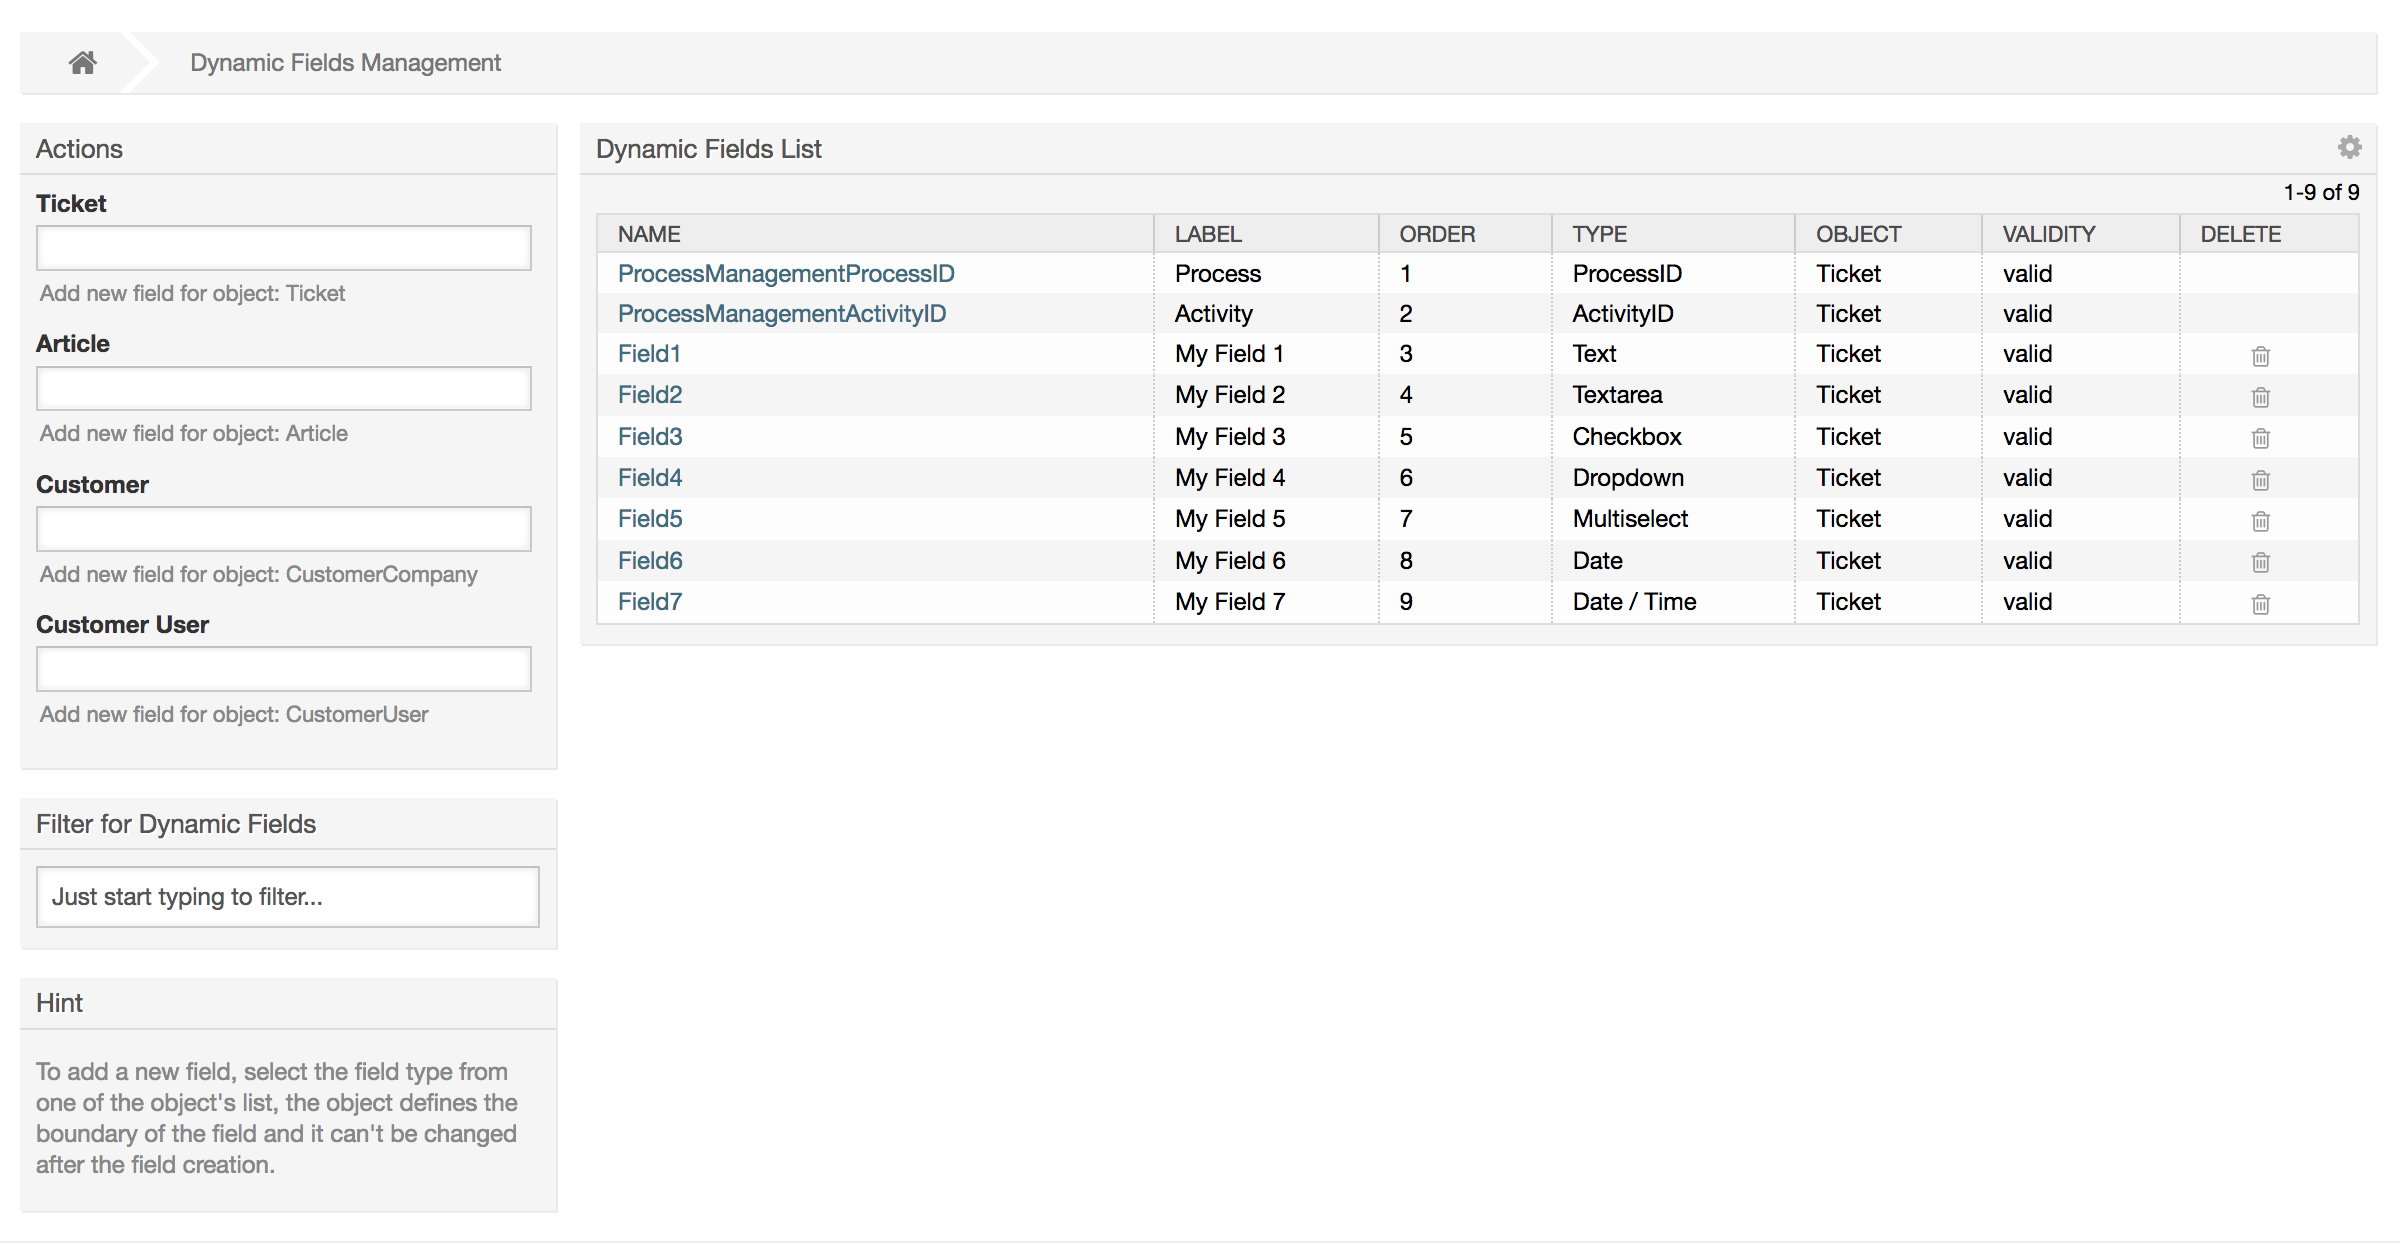 Dynamic Fields Management
Actions
Ticket
Add new field for object: Ticket
Article
Add new field for object: Article
Customer
Add new field for object: CustomerCompany
Customer User
Add new field for object: CustomerUser
Filter for Dynamic Fields
Just start typing to filter...
Hint
To add a new field, select the field type from
one of the object's list, the object defines the
boundary of the field and it can't be changed
after the field creation.
Dynamic Fields List
1-9 of 9
NAME LABEL ORDER TYPE OBJECT VALIDITY DELETE
ProcessManagementProcessID Process 1 ProcessID Ticket valid
ProcessManagementActivityID Activity 2 ActivityID Ticket valid
Field1 My Field 1 3 Text Ticket valid
Field2 My Field 2 4 Textarea Ticket valid
Field3 My Field 3 5 Checkbox Ticket valid
Field4 My Field 4 6 Dropdown Ticket valid
Field5 My Field 5 7 Multiselect Ticket valid
Field6 My Field 6 8 Date Ticket valid
Field7 My Field 7 9 Date / Time Ticket valid